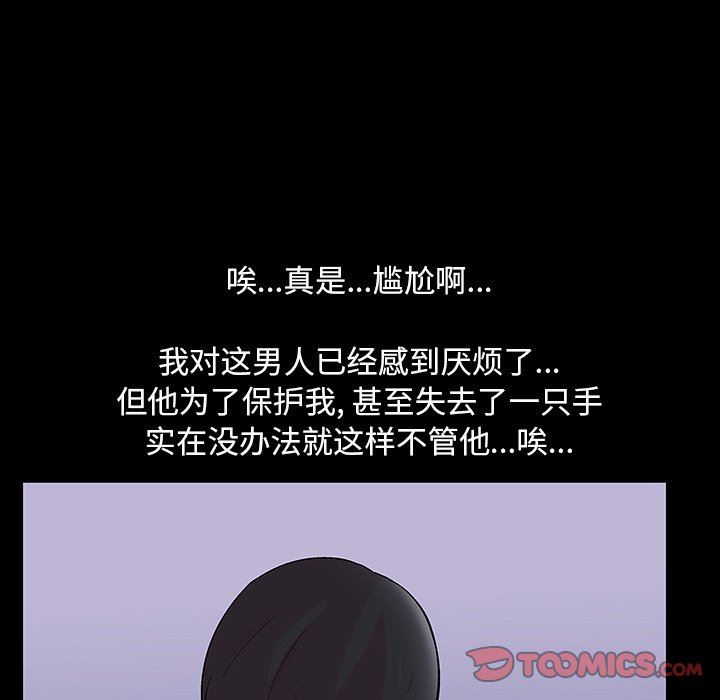 唉...真是...尴尬啊...
我对这男人已经感到厌烦了...
但他为了保护我, 甚至失去了一只手
实在没办法就这样不管他...唉...
TOOMICS.COM